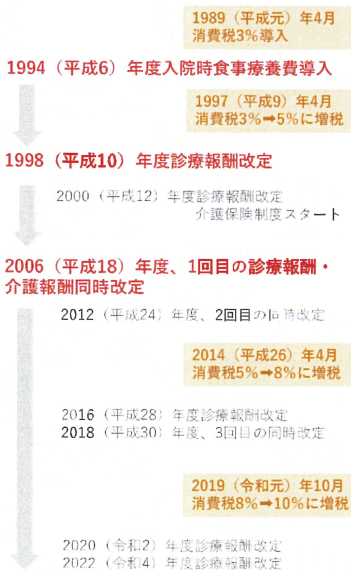 1989（平成元）年4月
消費税3％導入
1994（平成6）年度入院時食事療養費導入
1997（平成9）年4月
消費税3％➡5％に増税
1998（平成10）年度診療報酬改定
2000（平成12）年度診療報酬改定
介護保険制度スタート
2006（平成18）年度、1回目の診療報酬・
介護報酬同時改定
2012（平成24）年度、2回目の同時改定
2014（平成26）年4月
消費税5％➡8％に増税
2016（平成28）年度診療報酬改定
2018（平成30）年度、3回目の同時改定
2019（令和元）年10月
消費税8％➡10％に増税
2020（令和2）年度診療報酬改定
2022（令和4）年度診療報酬改定